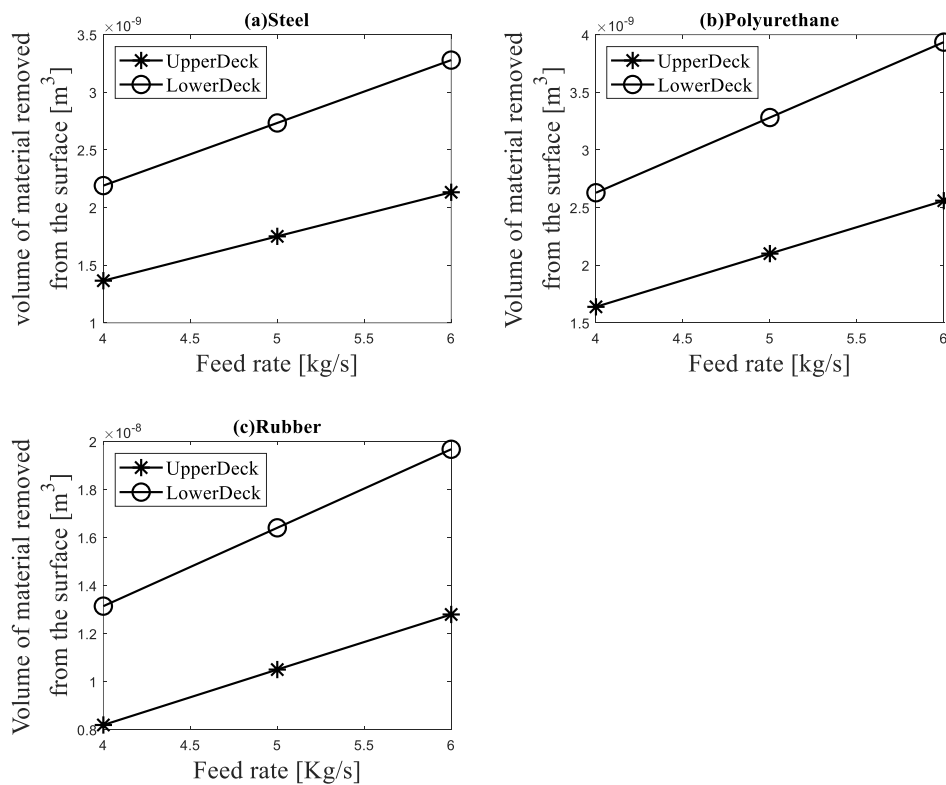 (a)Steel
×10⁻⁹
3.5
3
2.5
2
1.5
1
4
4.5
5
5.5
6
UpperDeck
LowerDeck
volume of material removed
from the surface [m³]
Feed rate [kg/s]
(b)Polyurethane
×10⁻⁹
4
3.5
3
2.5
2
1.5
4
4.5
5
5.5
6
UpperDeck
LowerDeck
Volume of material removed
from the surface [m³]
Feed rate [kg/s]
(c)Rubber
×10⁻⁸
2
1.8
1.6
1.4
1.2
1
0.8
4
4.5
5
5.5
6
UpperDeck
LowerDeck
Volume of material removed
from the surface [m³]
Feed rate [Kg/s]